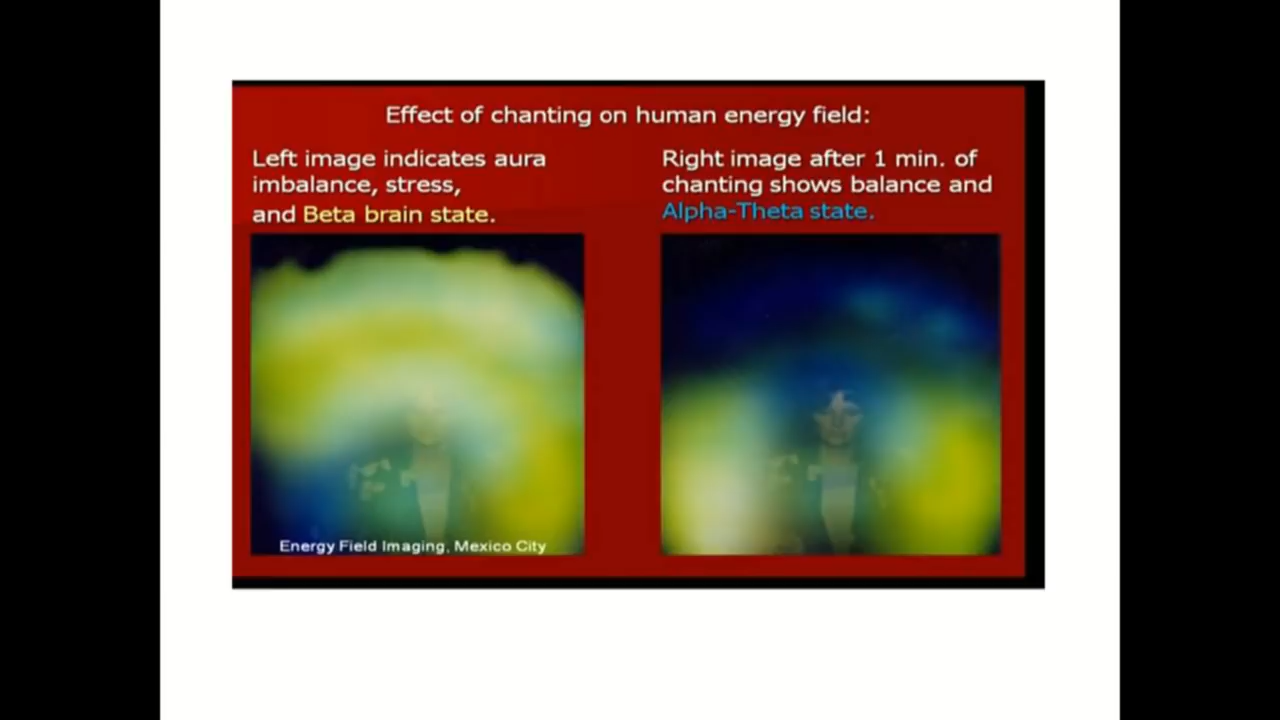 Effect of chanting on human energy field:
Left image indicates aura
imbalance, stress,
and Beta brain state.
Right image after 1 min. of
chanting shows balance and
Alpha-Theta state.
Energy Field Imaging, Mexico City